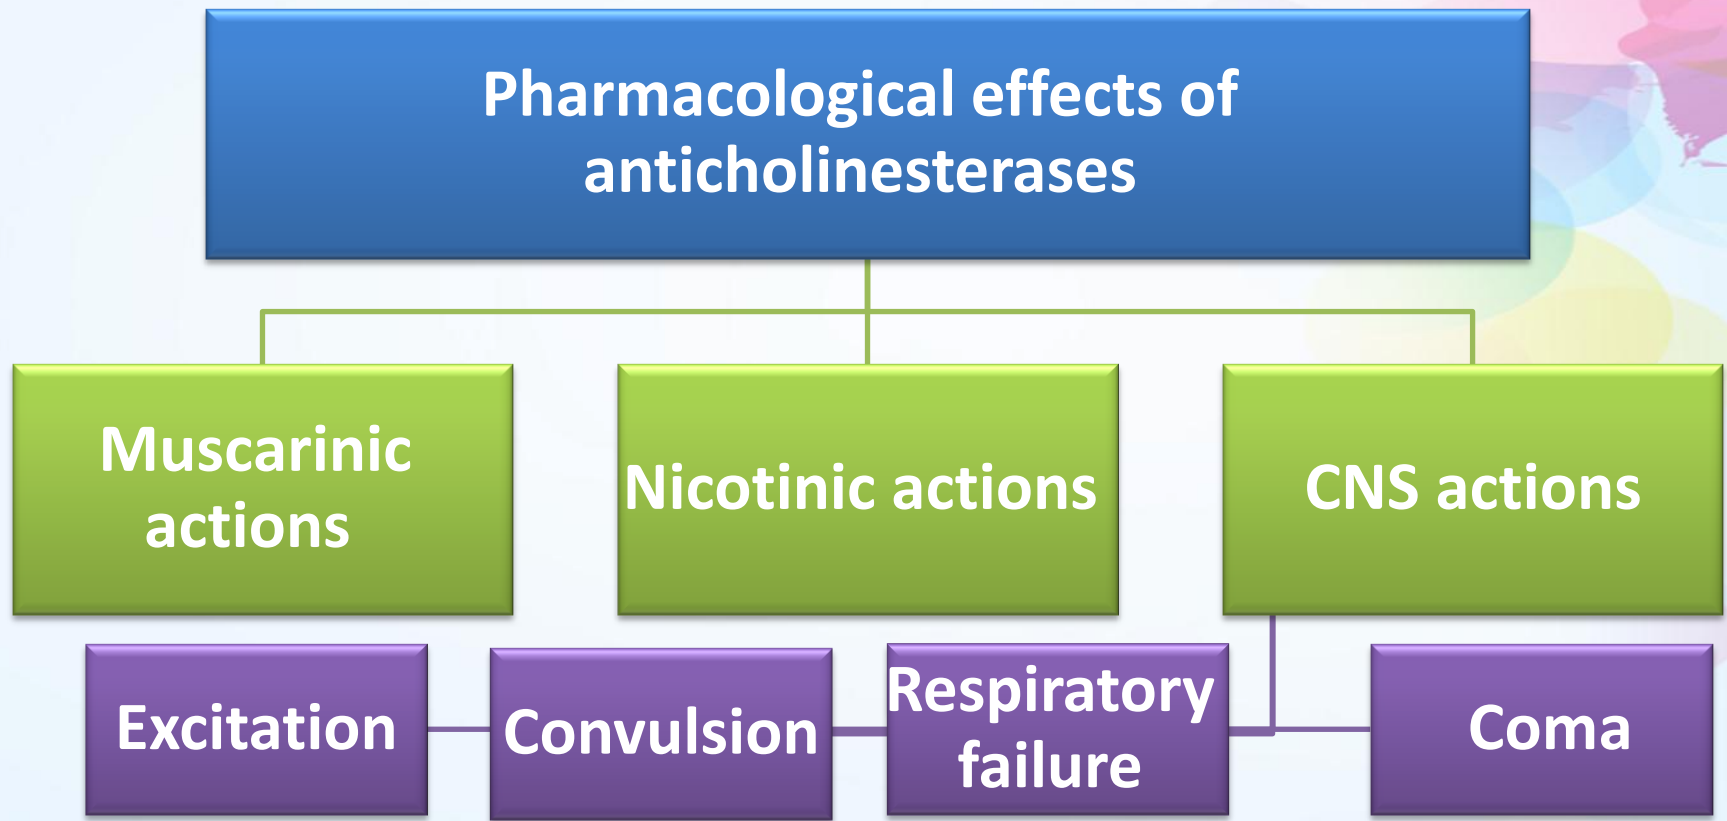 Pharmacological effects of
anticholinesterases
Muscarinic
actions
Nicotinic actions
CNS actions
Excitation
Convulsion
Respiratory
failure
Coma